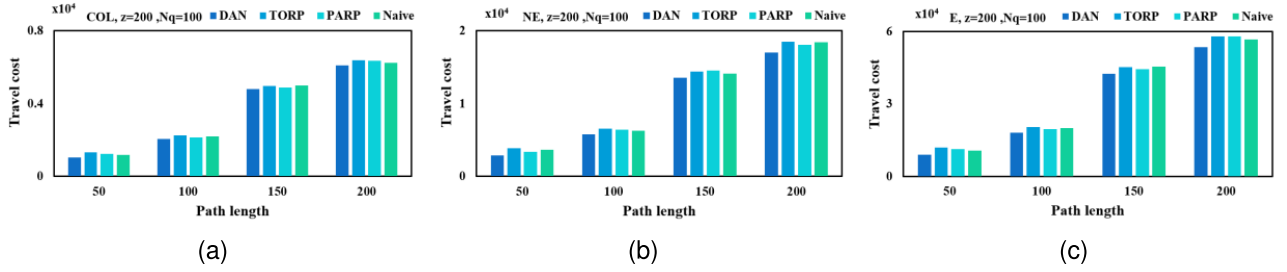 x10⁴ COL, z=200 ,Nq=100 DAN TORP PARP Naive
0.8
0.4
0
Travel cost
50 100 150 200
Path length
(a)
x10⁴ NE, z=200 ,Nq=100 DAN TORP PARP Naive
2
1
0
Travel cost
50 100 150 200
Path length
(b)
x10⁴ E, z=200 ,Nq=100 DAN TORP PARP Naive
6
3
0
Travel cost
50 100 150 200
Path length
(c)